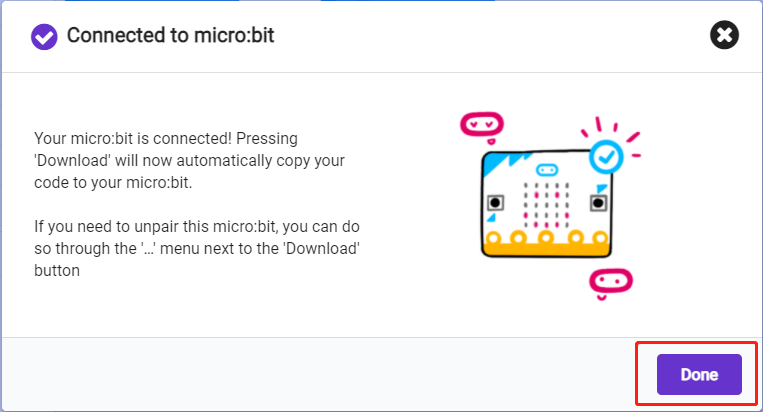 Connected to micro:bit
Your micro:bit is connected! Pressing
'Download' will now automatically copy your
code to your micro:bit.
If you need to unpair this micro:bit, you can do
so through the '...' menu next to the 'Download'
button
Done